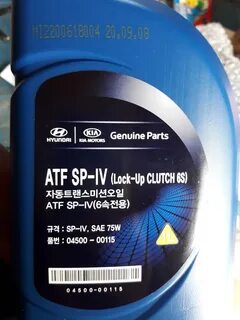 MI2200618004 20.09.08
HYUNDAI KIA KIA MOTORS Genuine Parts
ATF SP-IV (Lock-Up CLUTCH 6S)
자동트랜스미션오일
ATF SP-IV(6속전용)
규격 : SP-IV, SAE 75W
품번 : 04500 -00115
04500-00115